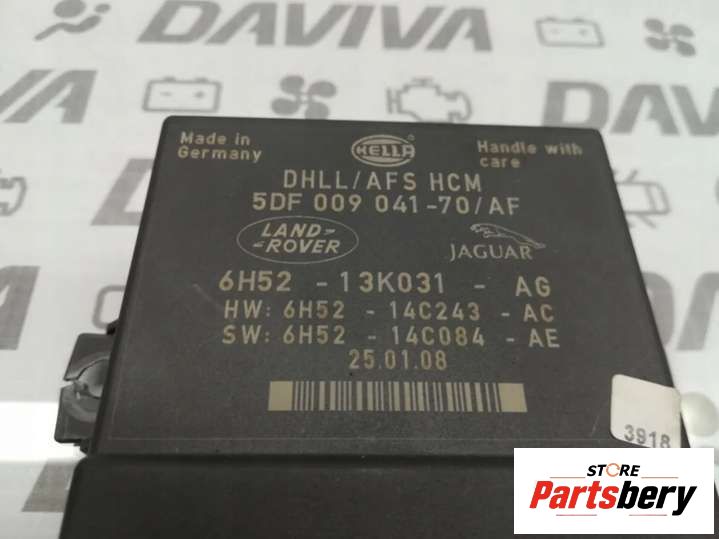 DAVIVA
DAVIVA
DAVIVA
Made in
Germany
HELLA
Handle with
care
DHLL/AFS HCM
5DF 009 041-70/AF
LAND-
-ROVER
JAGUAR
6H52 - 13K031 - AG
HW: 6H52 - 14C243 - AC
SW: 6H52 - 14C084 - AE
25.01.08
3918
STORE
Partsbery